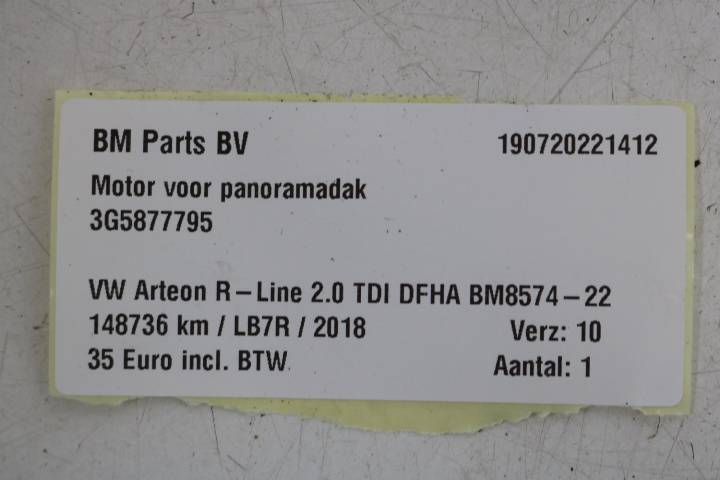 BM Parts BV 190720221412
Motor voor panoramadak
3G5877795
VW Arteon R-Line 2.0 TDI DFHA BM8574-22
148736 km / LB7R / 2018 Verz: 10
35 Euro incl. BTW Aantal: 1